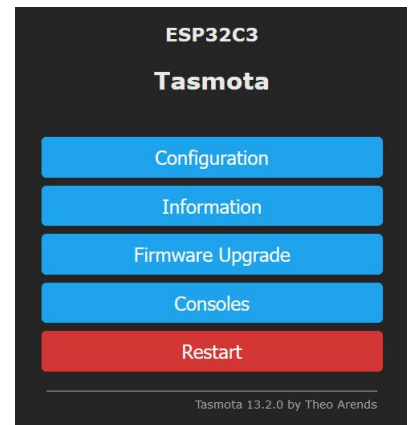 ESP32C3
Tasmota
Configuration
Information
Firmware Upgrade
Consoles
Restart
Tasmota 13.2.0 by Theo Arends